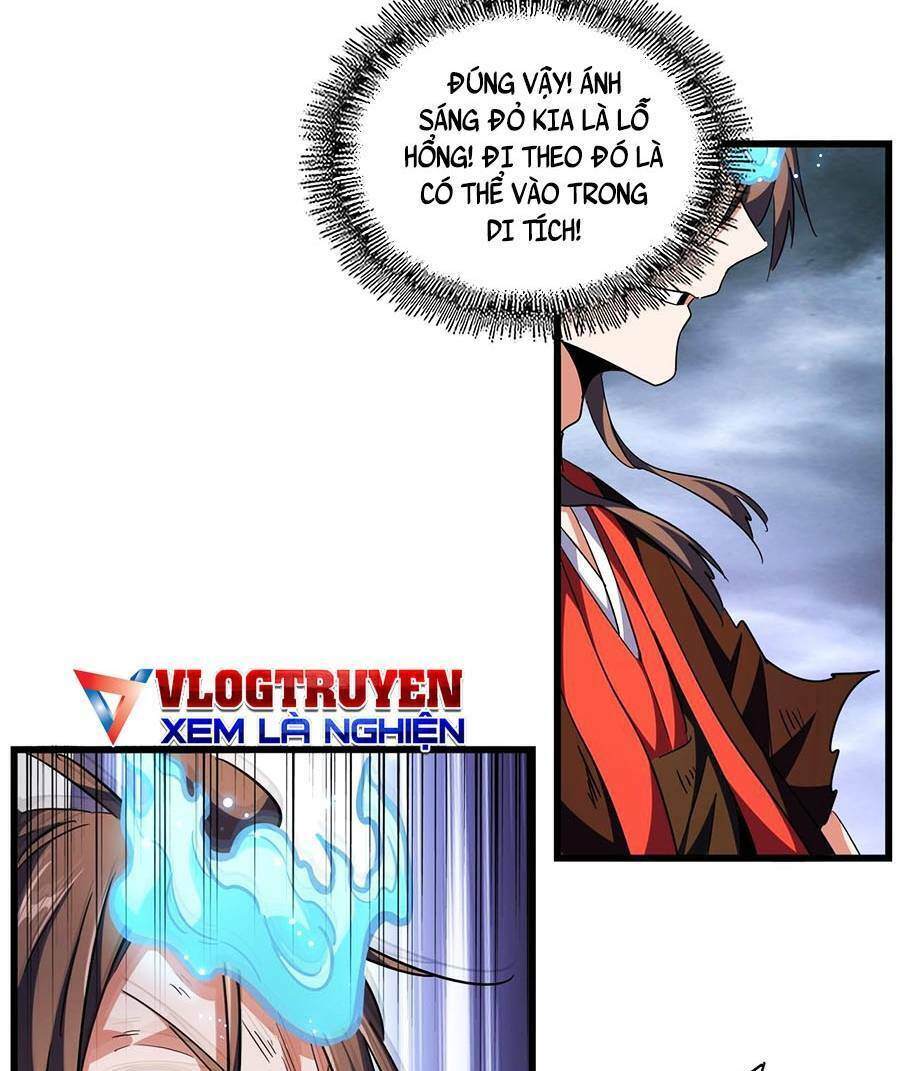 ĐÚNG VẬY! ÁNH
SÁNG ĐỎ KIA LÀ LỖ
HỔNG! ĐI THEO ĐÓ LÀ
CÓ THỂ VÀO TRONG
DI TÍCH!
VLOGTRUYEN
XEM LÀ NGHIỆN